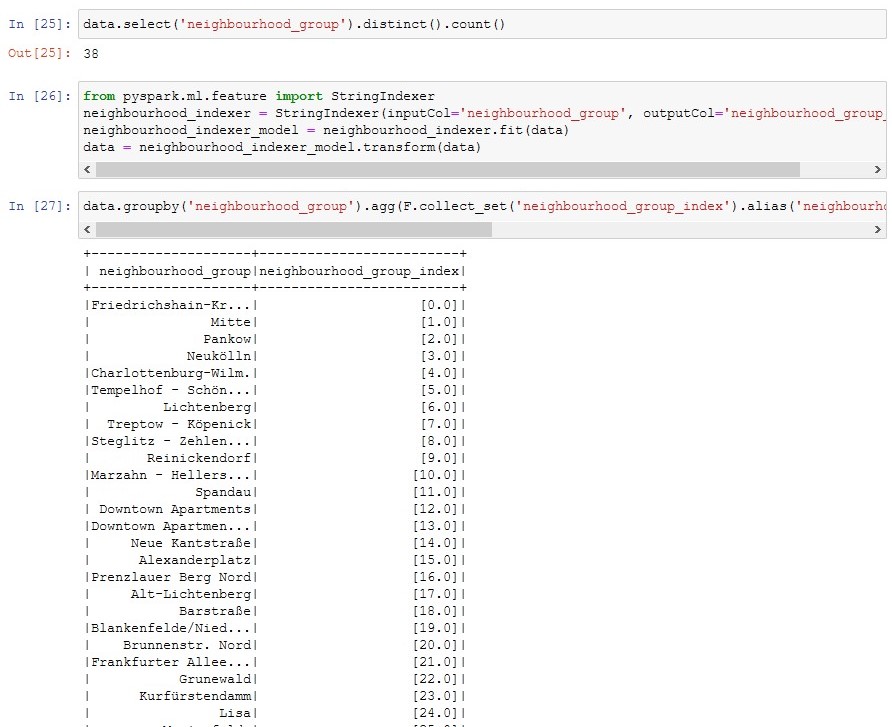 In [25]: data.select('neighbourhood_group').distinct().count()
Out[25]: 38
In [26]: from pyspark.ml.feature import StringIndexer
neighbourhood_indexer = StringIndexer(inputCol='neighbourhood_group', outputCol='neighbourhood_group_
neighbourhood_indexer_model = neighbourhood_indexer.fit(data)
data = neighbourhood_indexer_model.transform(data)
In [27]: data.groupby('neighbourhood_group').agg(F.collect_set('neighbourhood_group_index').alias('neighbourho
+--------------------+-------------------------+
| neighbourhood_group|neighbourhood_group_index|
+--------------------+-------------------------+
|Friedrichshain-Kr...| [0.0]|
| Mitte| [1.0]|
| Pankow| [2.0]|
| Neukölln| [3.0]|
|Charlottenburg-Wilm.| [4.0]|
|Tempelhof - Schön...| [5.0]|
| Lichtenberg| [6.0]|
| Treptow - Köpenick| [7.0]|
|Steglitz - Zehlen...| [8.0]|
| Reinickendorf| [9.0]|
|Marzahn - Hellers...| [10.0]|
| Spandau| [11.0]|
| Downtown Apartments| [12.0]|
|Downtown Apartmen...| [13.0]|
| Neue Kantstraße| [14.0]|
| Alexanderplatz| [15.0]|
|Prenzlauer Berg Nord| [16.0]|
| Alt-Lichtenberg| [17.0]|
| Barstraße| [18.0]|
|Blankenfelde/Nied...| [19.0]|
| Brunnenstr. Nord| [20.0]|
|Frankfurter Allee...| [21.0]|
| Grunewald| [22.0]|
| Kurfürstendamm| [23.0]|
| Lisa| [24.0]|